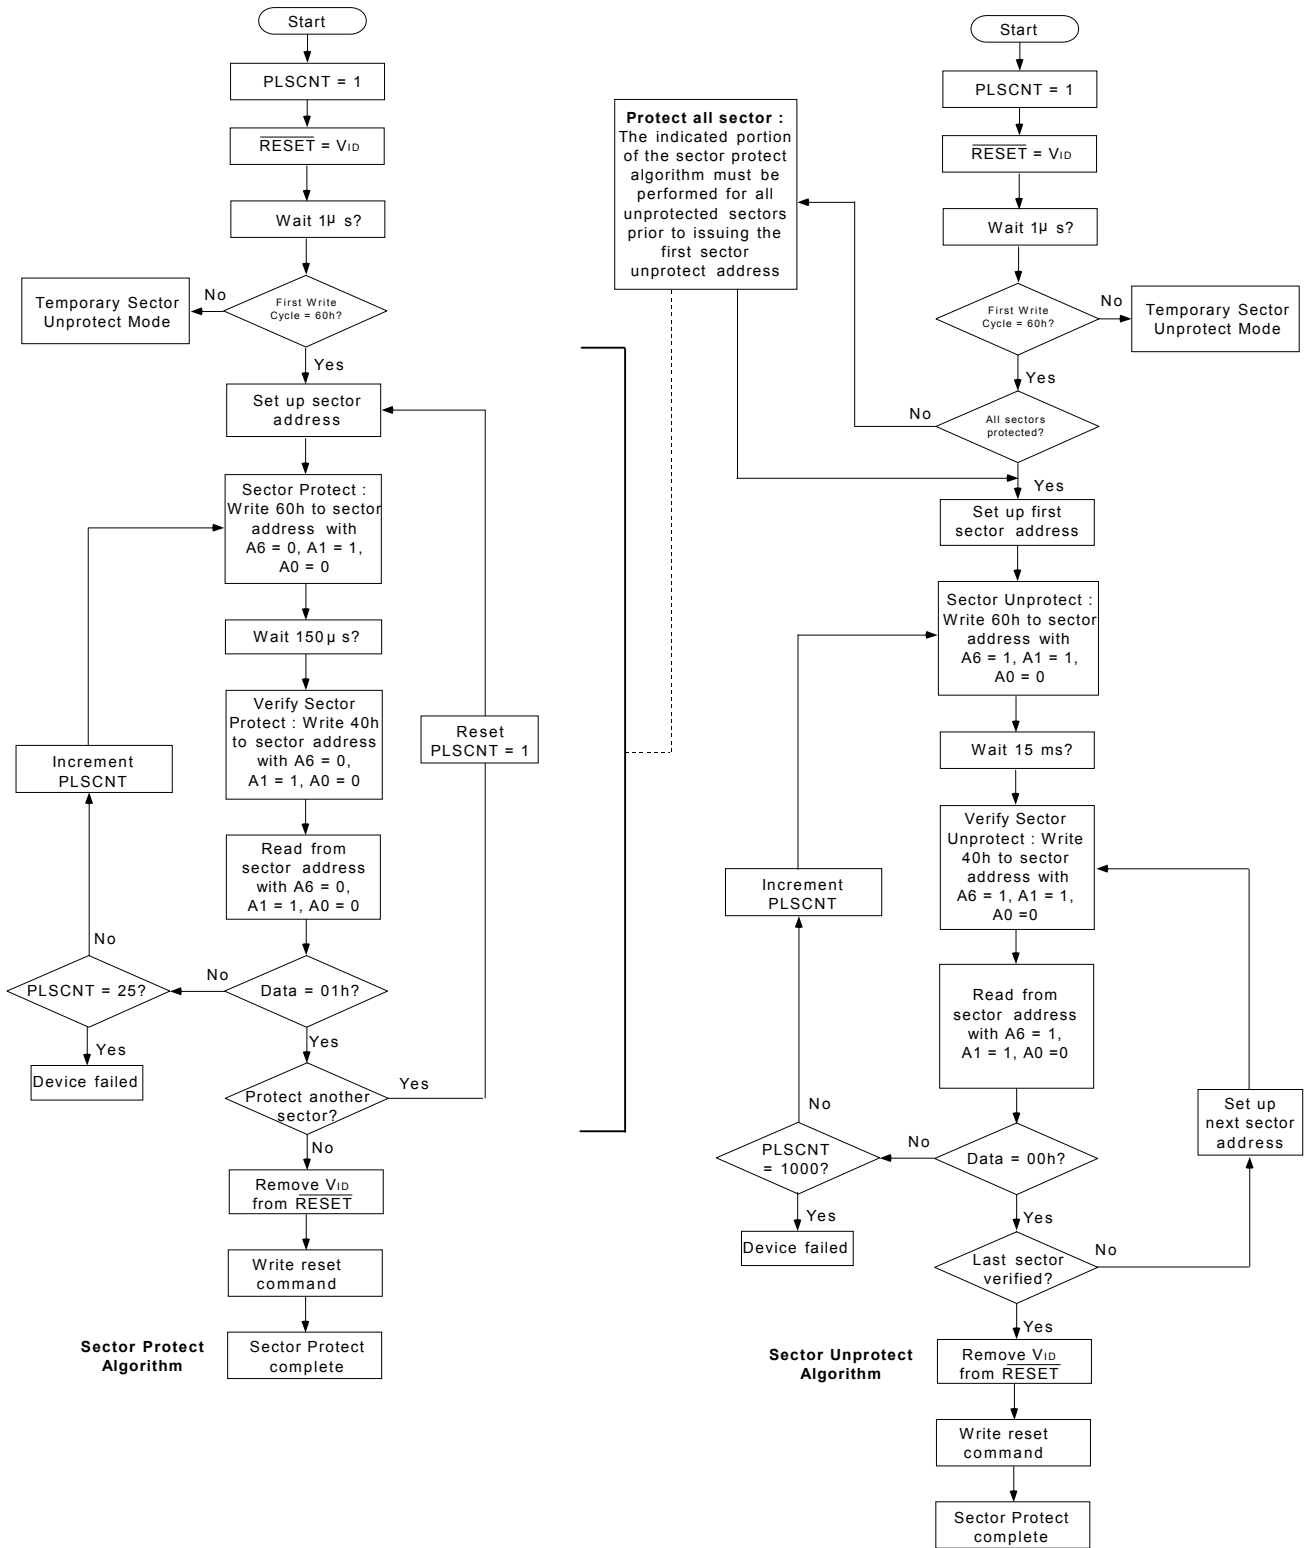 Start
PLSCNT = 1
RESET = VID
Wait 1μ s?
First Write
Cycle = 60h?
No
Temporary Sector
Unprotect Mode
Yes
Set up sector
address
Sector Protect :
Write 60h to sector
address with
A6 = 0, A1 = 1,
A0 = 0
Wait 150μ s?
Verify Sector
Protect : Write 40h
to sector address
with A6 = 0,
A1 = 1, A0 = 0
Reset
PLSCNT = 1
Increment
PLSCNT
Read from
sector address
with A6 = 0,
A1 = 1, A0 = 0
No
No
PLSCNT = 25?
Data = 01h?
Yes
Yes
Device failed
Protect another
sector?
Yes
No
Remove VID
from RESET
Write reset
command
Sector Protect
Algorithm
Sector Protect
complete
Protect all sector :
The indicated portion
of the sector protect
algorithm must be
performed for all
unprotected sectors
prior to issuing the
first sector
unprotect address
Start
PLSCNT = 1
RESET = VID
Wait 1μ s?
First Write
Cycle = 60h?
No
Temporary Sector
Unprotect Mode
Yes
No
All sectors
protected?
Yes
Set up first
sector address
Sector Unprotect :
Write 60h to sector
address with
A6 = 1, A1 = 1,
A0 = 0
Wait 15 ms?
Verify Sector
Unprotect : Write
40h to sector
address with
A6 = 1, A1 = 1,
A0 =0
Increment
PLSCNT
Read from
sector address
with A6 = 1,
A1 = 1, A0 =0
No
Set up
next sector
address
No
PLSCNT
= 1000?
Data = 00h?
Yes
Yes
Device failed
Last sector
verified?
No
Yes
Sector Unprotect
Algorithm
Remove VID
from RESET
Write reset
command
Sector Protect
complete